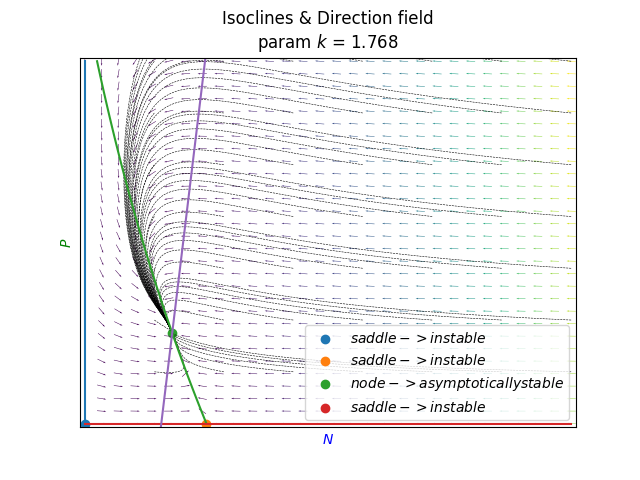 Isoclines & Direction field
param k = 1.768
P
saddle -> instable
saddle -> instable
node -> asymptoticallystable
saddle -> instable
N